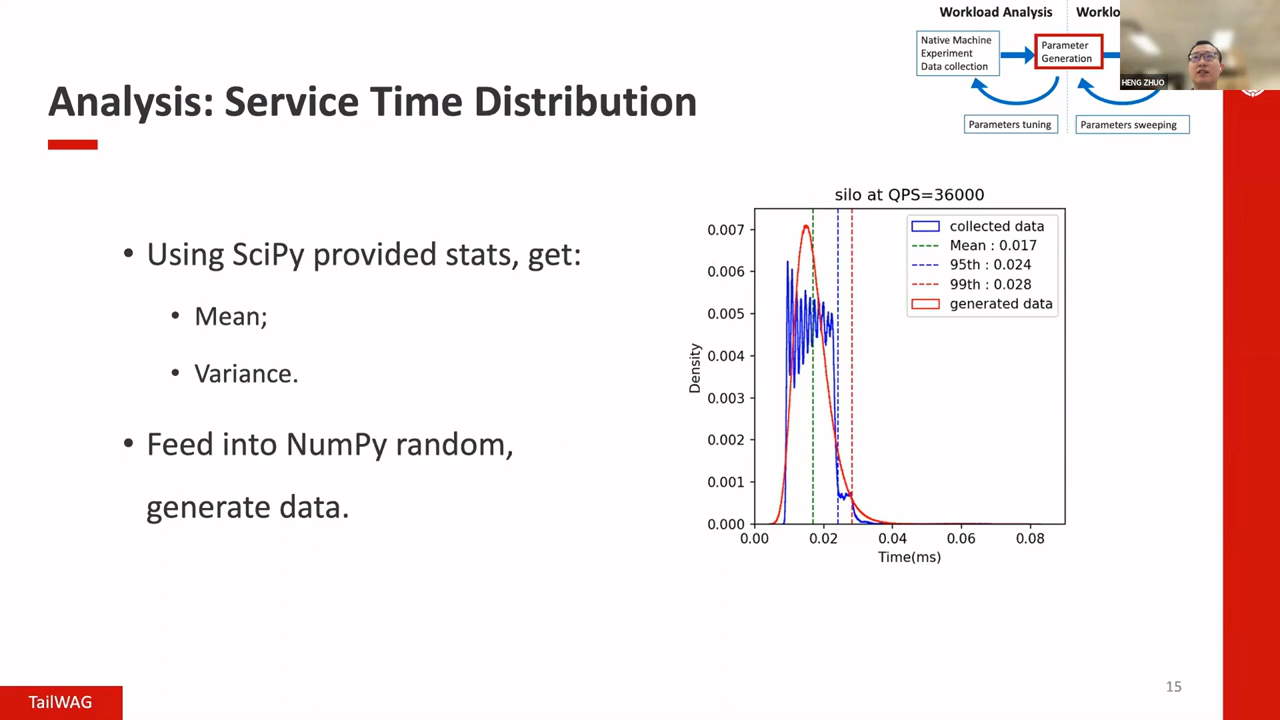 Workload Analysis
Native Machine
Experiment
Data collection
Parameter
Generation
Parameters tuning
Parameters sweeping
HENG ZHUO
Analysis: Service Time Distribution
• Using SciPy provided stats, get:
• Mean;
• Variance.
• Feed into NumPy random,
generate data.
silo at QPS=36000
collected data
Mean : 0.017
95th : 0.024
99th : 0.028
generated data
0.007
0.006
0.005
0.004
0.003
0.002
0.001
0.000
Density
0.00 0.02 0.04 0.06 0.08
Time(ms)
TailWAG
15